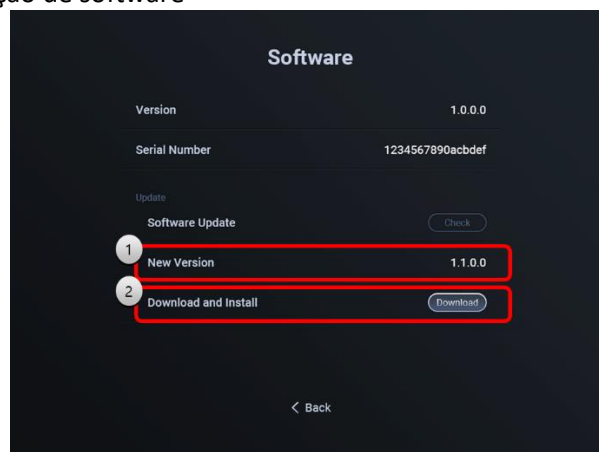 de software
Software
Version 1.0.0.0
Serial Number 1234567890acbdef
Update
Software Update Check
1
New Version 1.1.0.0
2
Download and Install Download
< Back